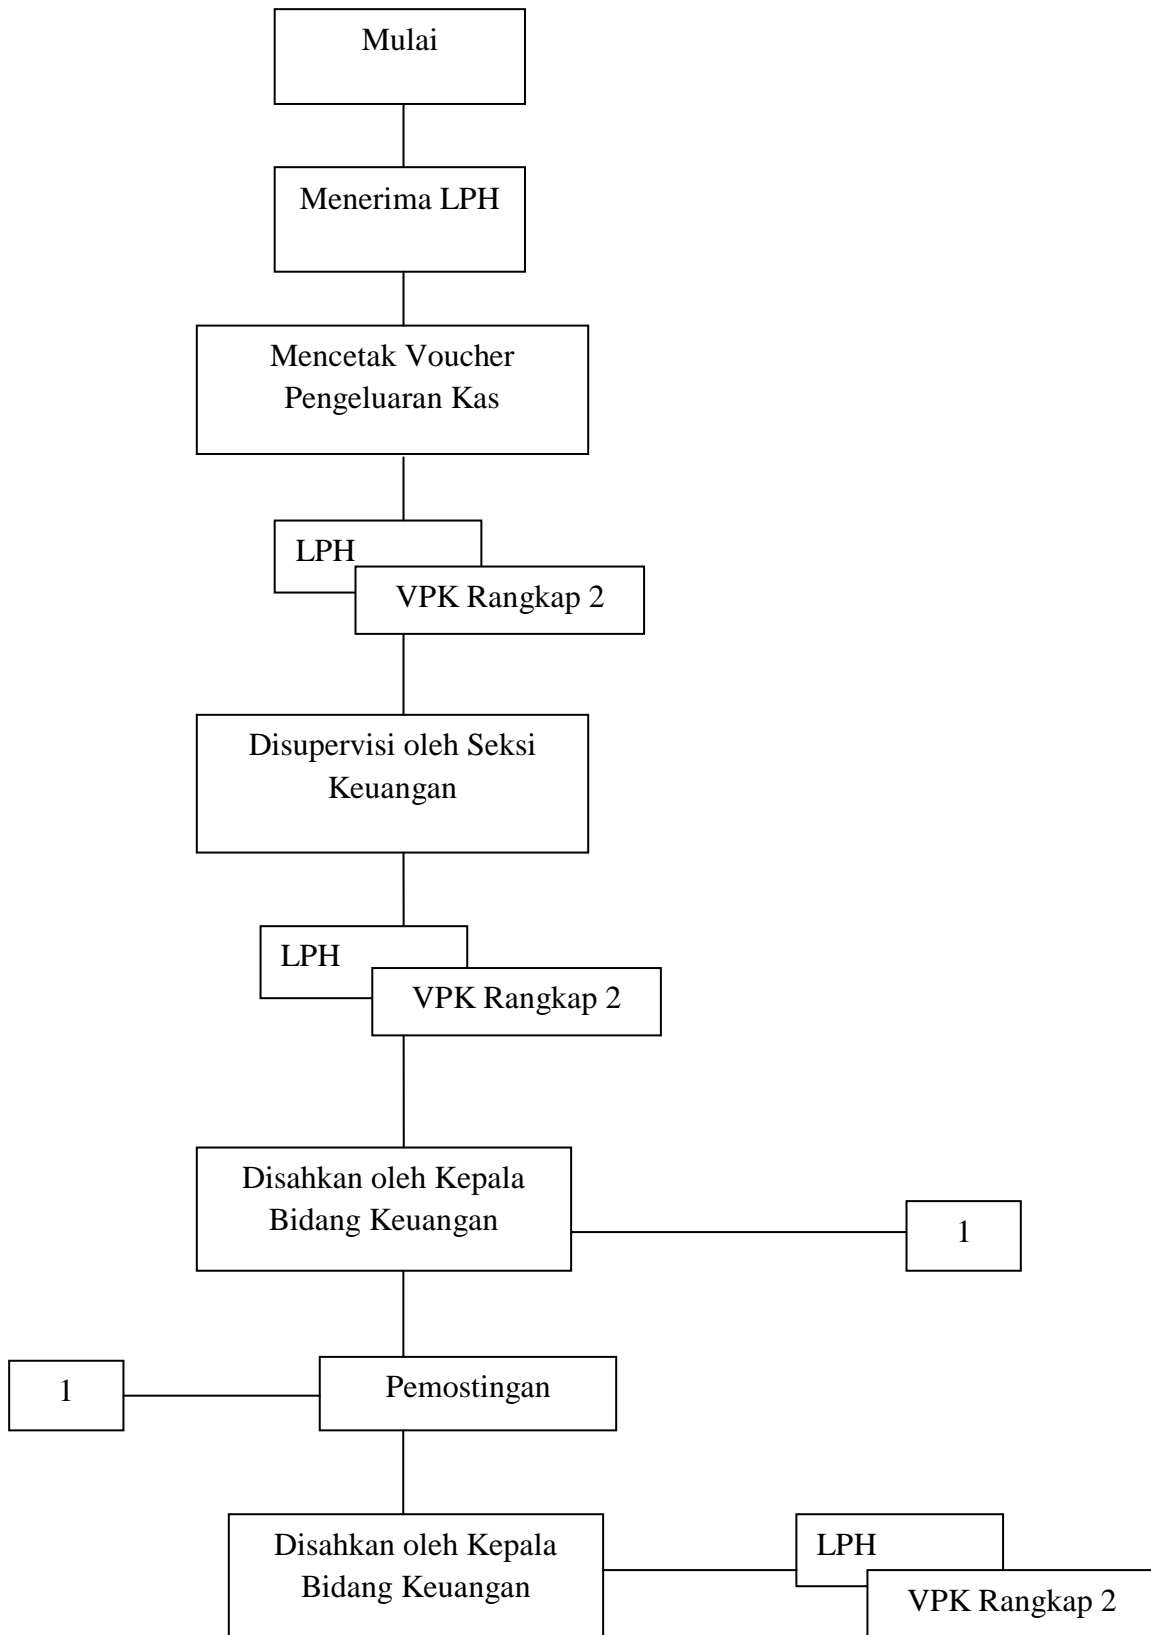 Mulai
Menerima LPH
Mencetak Voucher
Pengeluaran Kas
LPH
VPK Rangkap 2
Disupervisi oleh Seksi
Keuangan
LPH
VPK Rangkap 2
Disahkan oleh Kepala
Bidang Keuangan
1
1
Pemostingan
Disahkan oleh Kepala
Bidang Keuangan
LPH
VPK Rangkap 2